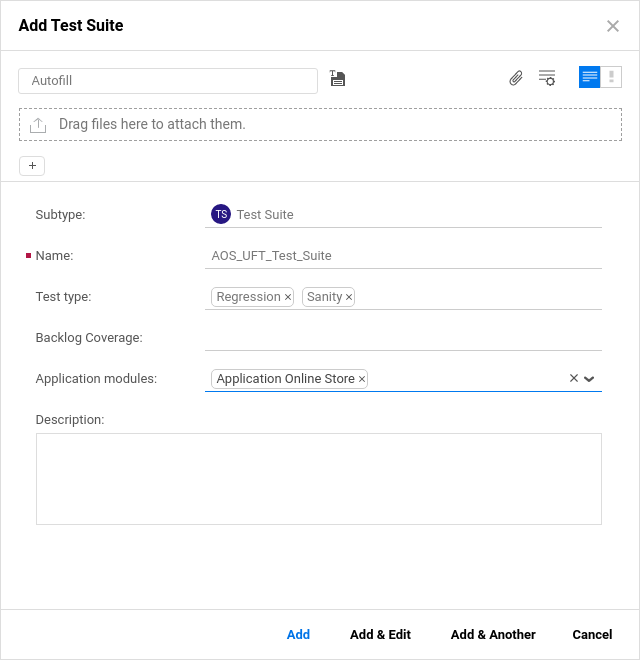 Add Test Suite
Autofill
Drag files here to attach them.
+
Subtype: TS Test Suite
Name: AOS_UFT_Test_Suite
Test type: Regression × Sanity ×
Backlog Coverage:
Application modules: Application Online Store ×
Description:
Add Add & Edit Add & Another Cancel